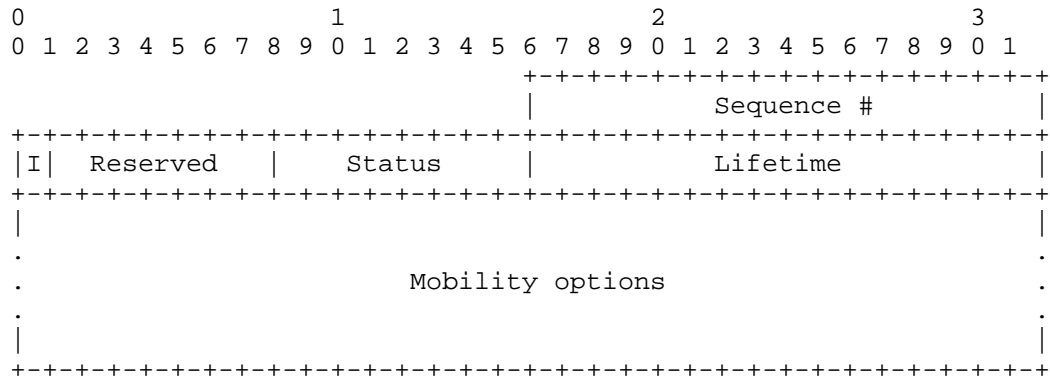 0                   1                   2                   3
0 1 2 3 4 5 6 7 8 9 0 1 2 3 4 5 6 7 8 9 0 1 2 3 4 5 6 7 8 9 0 1
                                +-+-+-+-+-+-+-+-+-+-+-+-+-+-+-+-+
                                |           Sequence #          |
+-+-+-+-+-+-+-+-+-+-+-+-+-+-+-+-+-+-+-+-+-+-+-+-+-+-+-+-+-+-+-+-+
|I|  Reserved   |    Status     |           Lifetime            |
+-+-+-+-+-+-+-+-+-+-+-+-+-+-+-+-+-+-+-+-+-+-+-+-+-+-+-+-+-+-+-+-+
|                                                               |
.                                                               .
.                        Mobility options                       .
.                                                               .
|                                                               |
+-+-+-+-+-+-+-+-+-+-+-+-+-+-+-+-+-+-+-+-+-+-+-+-+-+-+-+-+-+-+-+-+